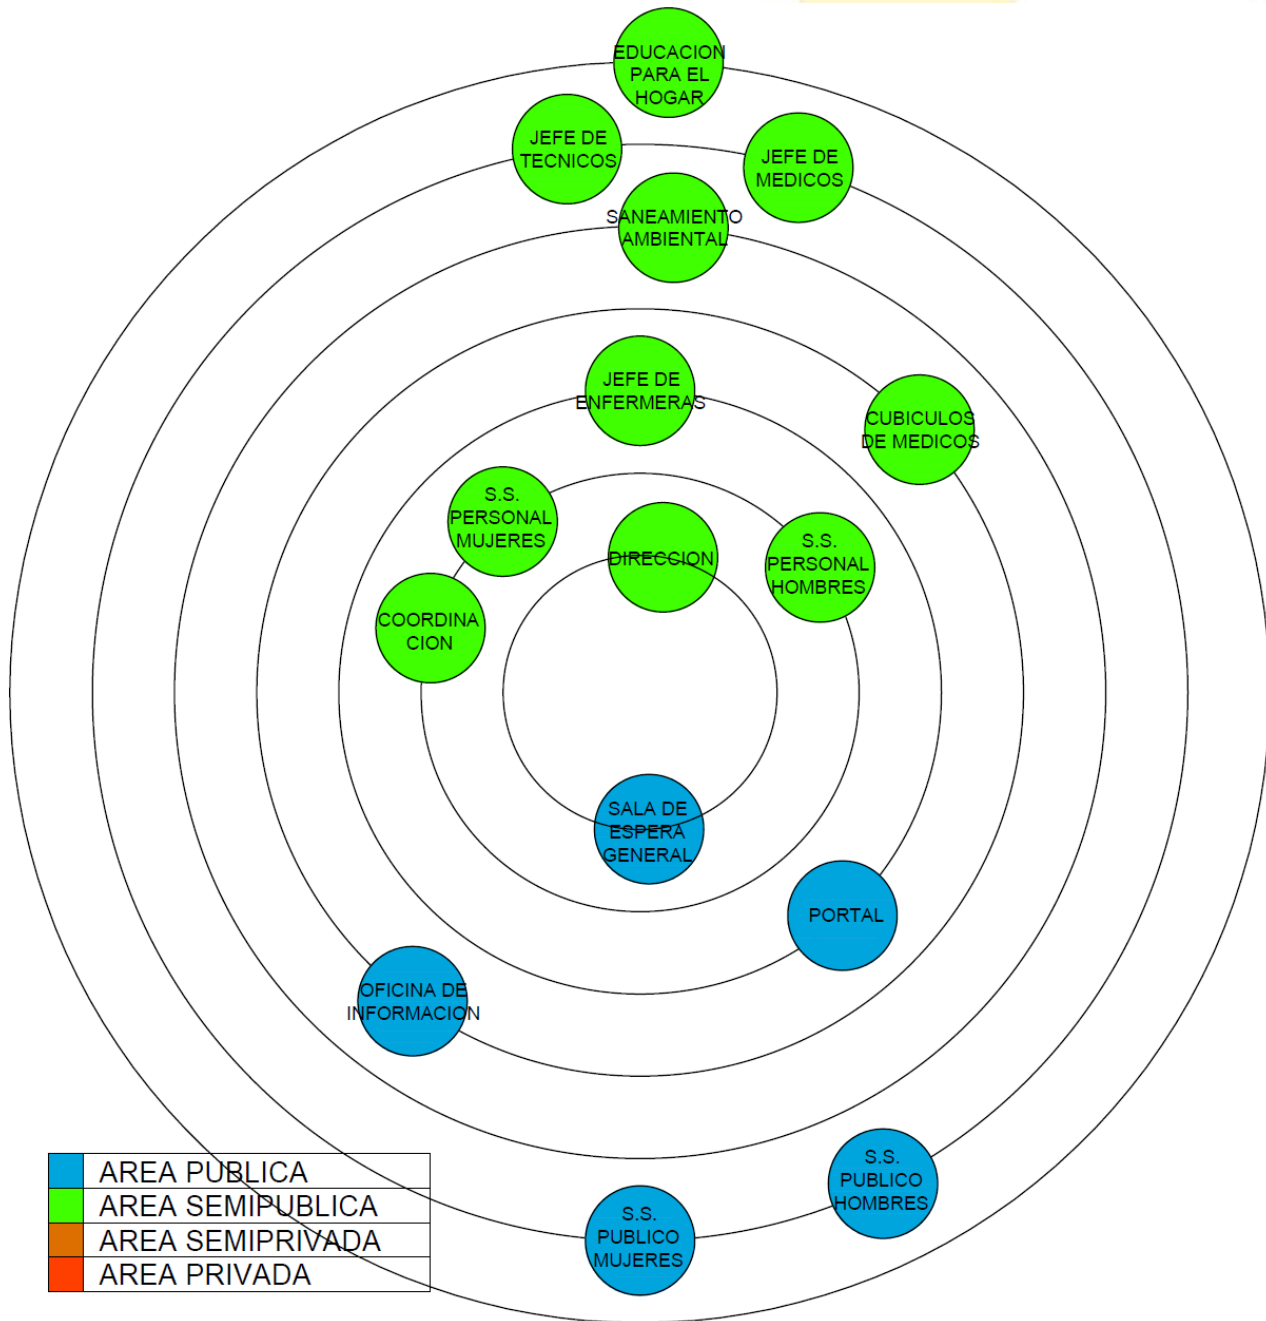 EDUCACION
PARA EL
HOGAR
JEFE DE
TECNICOS
JEFE DE
MEDICOS
SANEAMIENTO
AMBIENTAL
JEFE DE
ENFERMERAS
CUBICULOS
DE MEDICOS
S.S.
PERSONAL
MUJERES
DIRECCION
S.S.
PERSONAL
HOMBRES
COORDINA
CION
SALA DE
ESPERA
GENERAL
PORTAL
OFICINA DE
INFORMACION
S.S.
PUBLICO
HOMBRES
S.S.
PUBLICO
MUJERES
AREA PUBLICA
AREA SEMIPUBLICA
AREA SEMIPRIVADA
AREA PRIVADA